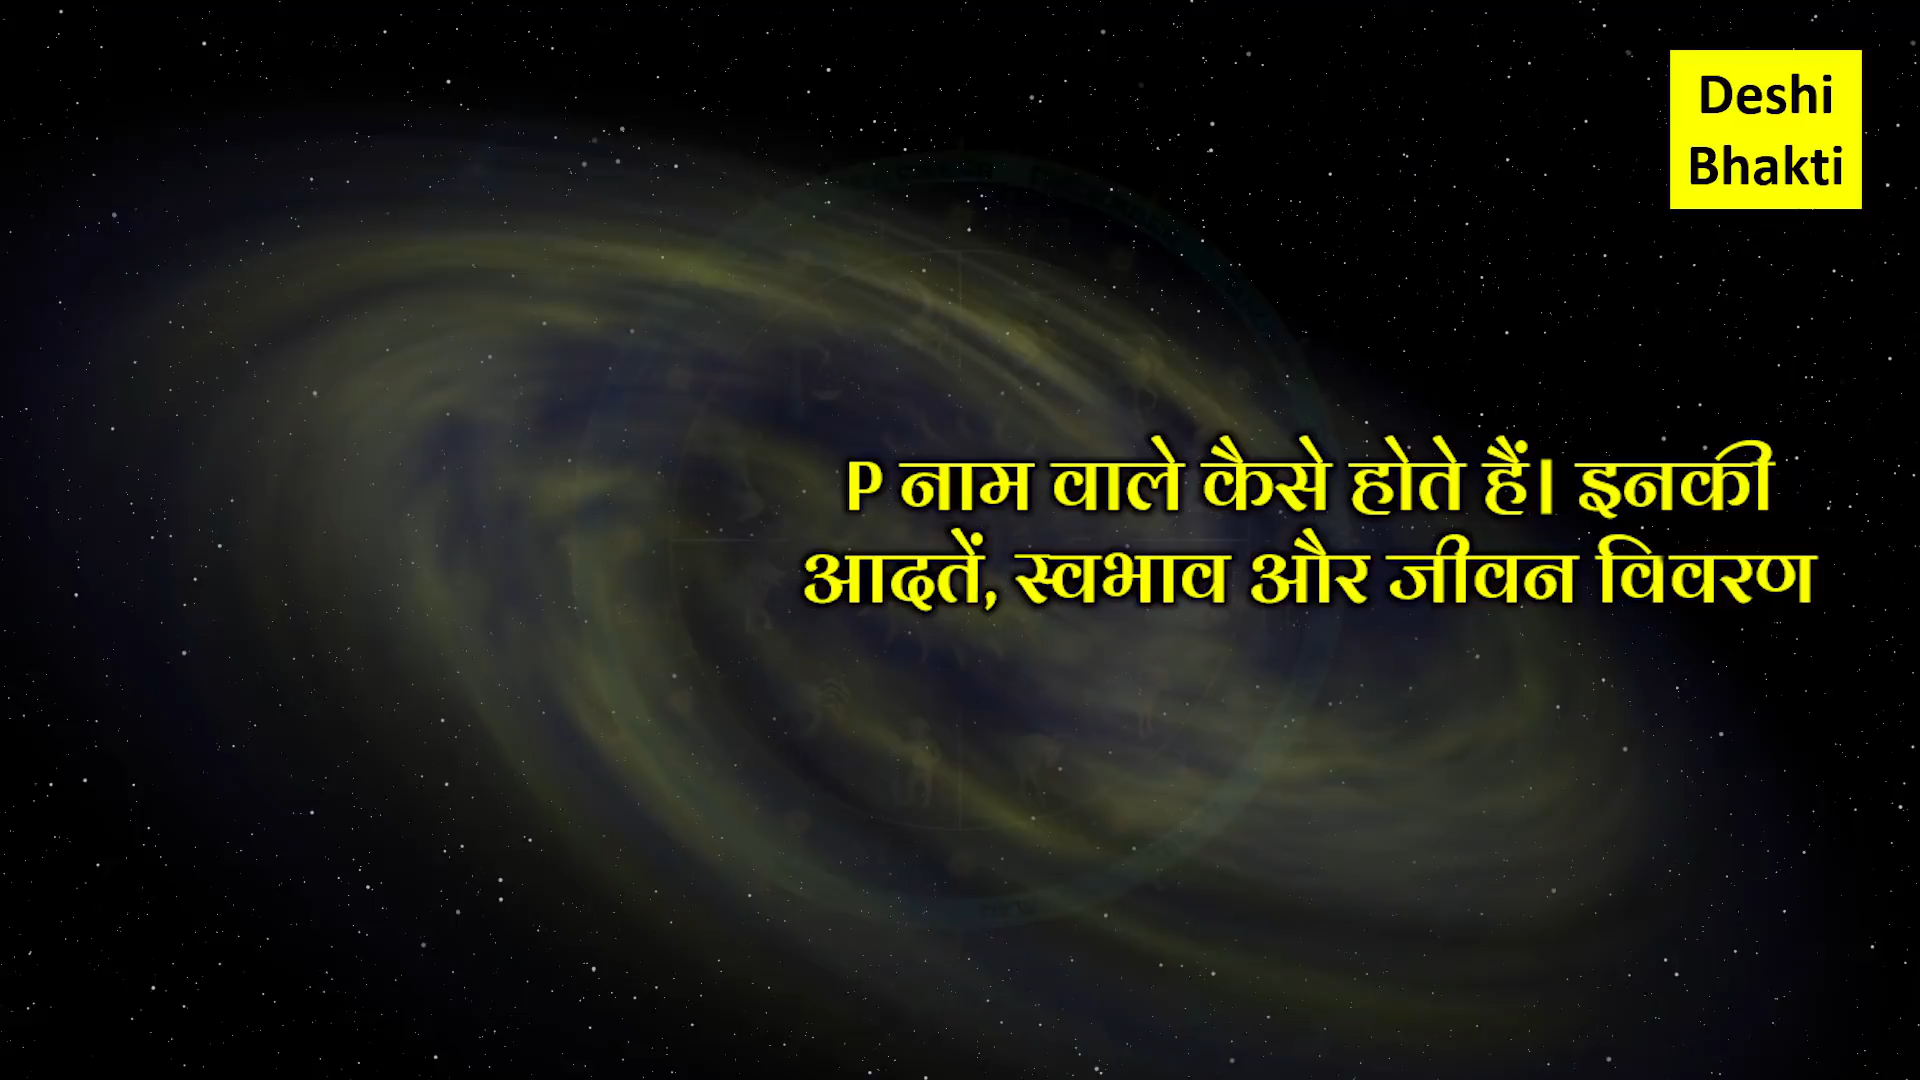 Deshi
Bhakti
P नाम वाले कैसे होते हैं। इनकी
आदतें, स्वभाव और जीवन विवरण